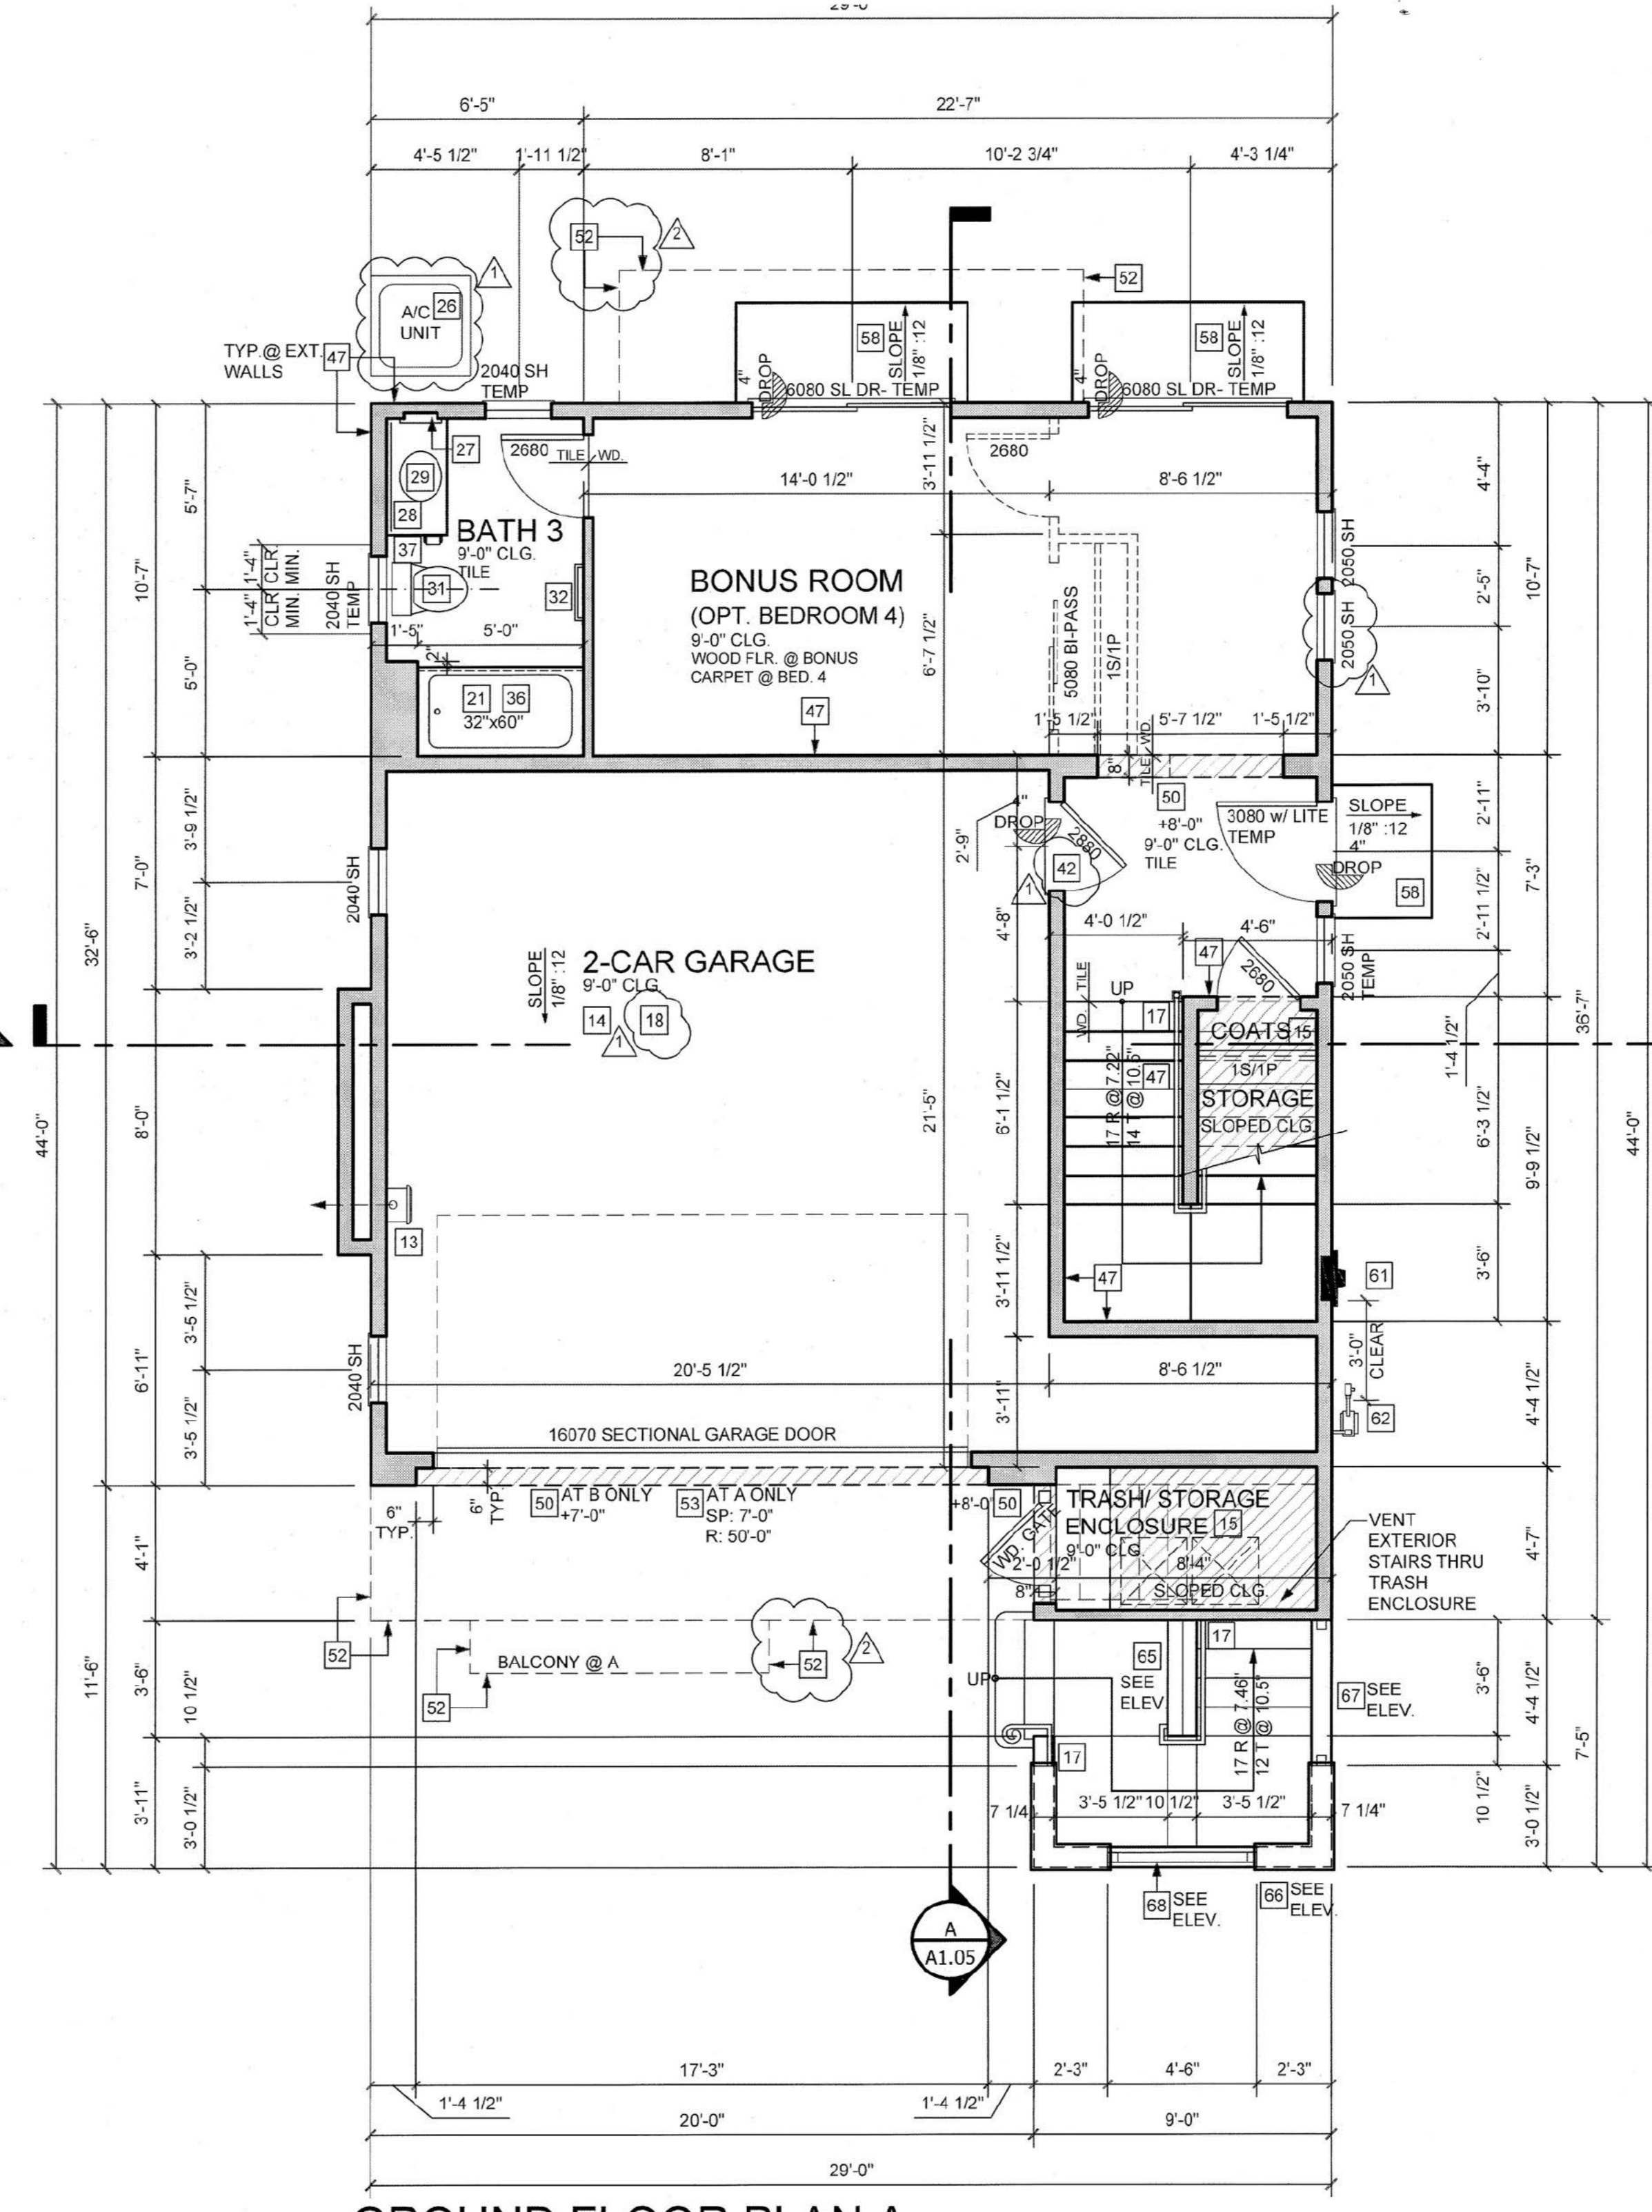 29'-0"
6'-5"
22'-7"
4'-5 1/2"
1'-11 1/2"
8'-1"
10'-2 3/4"
4'-3 1/4"
52
2
1
A/C
UNIT
26
52
58
SLOPE
1/8" :12
58
SLOPE
1/8" :12
TYP.@ EXT.
WALLS
47
2040 SH
TEMP
4"
DROP
6080 SL DR- TEMP
4"
DROP
6080 SL DR- TEMP
27
2680
TILE
WD.
2680
29
28
14'-0 1/2"
3'-11 1/2"
8'-6 1/2"
5'-7"
4'-4"
BATH 3
9'-0" CLG.
TILE
37
31
32
1'-4" 1'-4"
CLR. CLR.
MIN. MIN.
2040 SH
TEMP
1'-5"
5'-0"
2"
21
36
32"x60"
BONUS ROOM
(OPT. BEDROOM 4)
9'-0" CLG.
WOOD FLR. @ BONUS
CARPET @ BED. 4
47
6'-7 1/2"
5080 BI-PASS
1S/1P
2050 SH
2050 SH
1
2'-5"
10'-7"
10'-7"
5'-0"
3'-10"
1'-5 1/2"
5'-7 1/2"
1'-5 1/2"
8"
TILE
WD.
50
+8'-0"
9'-0" CLG.
TILE
3080 w/ LITE
TEMP
SLOPE
1/8" :12
4"
DROP
58
4"
DROP
2880
42
1
2'-9"
2'-11"
7'-3"
2'-11 1/2"
3'-9 1/2"
7'-0"
3'-2 1/2"
2040 SH
32'-6"
44'-0"
4'-8"
4'-0 1/2"
4'-6"
47
2680
2050 SH
TEMP
SLOPE
1/8" :12
2-CAR GARAGE
9'-0" CLG.
14
18
1
WD.
TILE
UP
17
COATS
15
1S/1P
STORAGE
SLOPED CLG.
47
17 R @ 7.22"
14 T @ 10.5"
1'-4 1/2"
36'-7"
44'-0"
8'-0"
21'-5"
6'-1 1/2"
6'-3 1/2"
9'-9 1/2"
13
3'-11 1/2"
47
3'-6"
61
3'-0"
CLEAR
62
3'-5 1/2"
6'-11"
3'-5 1/2"
2040 SH
20'-5 1/2"
8'-6 1/2"
3'-11"
4'-4 1/2"
16070 SECTIONAL GARAGE DOOR
6"
TYP.
6"
TYP.
50
AT B ONLY
+7'-0"
53
AT A ONLY
SP: 7'-0"
R: 50'-0"
+8'-0"
50
TRASH/ STORAGE
ENCLOSURE
15
9'-0" CLG.
WD. GATE
2'-0 1/2"
8'-4"
8"
SLOPED CLG.
VENT
EXTERIOR
STAIRS THRU
TRASH
ENCLOSURE
4'-7"
4'-1"
52
BALCONY @ A
52
52
2
11'-6"
3'-6"
10 1/2"
3'-11"
3'-0 1/2"
UP
65
SEE
ELEV.
17
17 R @ 7.46"
12 T @ 10.5"
67
SEE
ELEV.
3'-6"
4'-4 1/2"
7'-5"
17
7 1/4"
3'-5 1/2"
10 1/2"
3'-5 1/2"
7 1/4"
10 1/2"
3'-0 1/2"
68
SEE
ELEV.
66
SEE
ELEV.
A
A1.05
17'-3"
2'-3"
4'-6"
2'-3"
1'-4 1/2"
1'-4 1/2"
20'-0"
9'-0"
29'-0"
GROUND FLOOR PLAN A